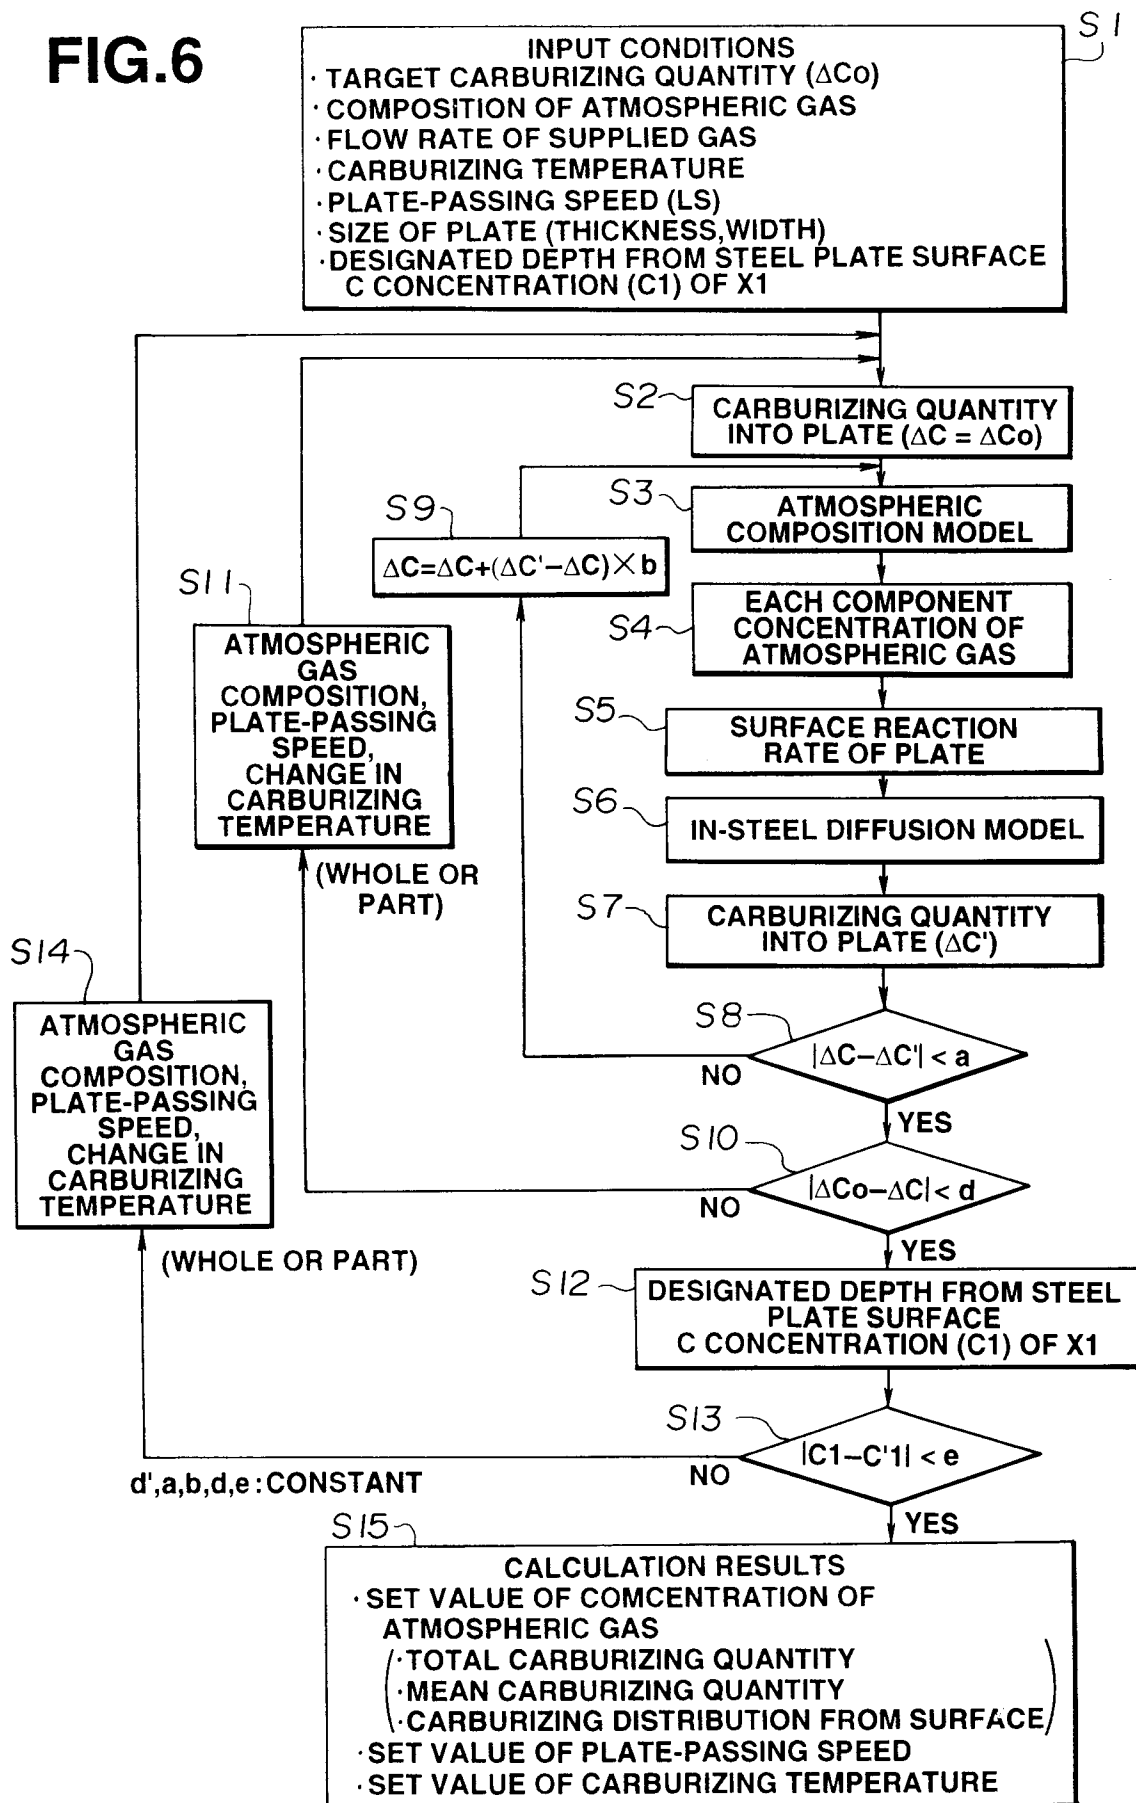 FIG.6
S1
INPUT CONDITIONS
· TARGET CARBURIZING QUANTITY (ΔCo)
· COMPOSITION OF ATMOSPHERIC GAS
· FLOW RATE OF SUPPLIED GAS
· CARBURIZING TEMPERATURE
· PLATE-PASSING SPEED (LS)
· SIZE OF PLATE (THICKNESS,WIDTH)
· DESIGNATED DEPTH FROM STEEL PLATE SURFACE
C CONCENTRATION (C1) OF X1
S2
CARBURIZING QUANTITY
INTO PLATE (ΔC = ΔCo)
S3
ATMOSPHERIC
COMPOSITION MODEL
S9
ΔC=ΔC+(ΔC'−ΔC)×b
S4
EACH COMPONENT
CONCENTRATION OF
ATMOSPHERIC GAS
S11
ATMOSPHERIC
GAS
COMPOSITION,
PLATE-PASSING
SPEED,
CHANGE IN
CARBURIZING
TEMPERATURE
(WHOLE OR
PART)
S5
SURFACE REACTION
RATE OF PLATE
S6
IN-STEEL DIFFUSION MODEL
S7
CARBURIZING QUANTITY
INTO PLATE (ΔC')
S14
ATMOSPHERIC
GAS
COMPOSITION,
PLATE-PASSING
SPEED,
CHANGE IN
CARBURIZING
TEMPERATURE
(WHOLE OR PART)
S8
|ΔC−ΔC'| < a
NO
YES
S10
|ΔCo−ΔC| < d
NO
YES
S12
DESIGNATED DEPTH FROM STEEL
PLATE SURFACE
C CONCENTRATION (C1) OF X1
S13
|C1−C'1| < e
NO
YES
d',a,b,d,e : CONSTANT
S15
CALCULATION RESULTS
· SET VALUE OF COMCENTRATION OF
ATMOSPHERIC GAS
(· TOTAL CARBURIZING QUANTITY
· MEAN CARBURIZING QUANTITY
· CARBURIZING DISTRIBUTION FROM SURFACE)
· SET VALUE OF PLATE-PASSING SPEED
· SET VALUE OF CARBURIZING TEMPERATURE